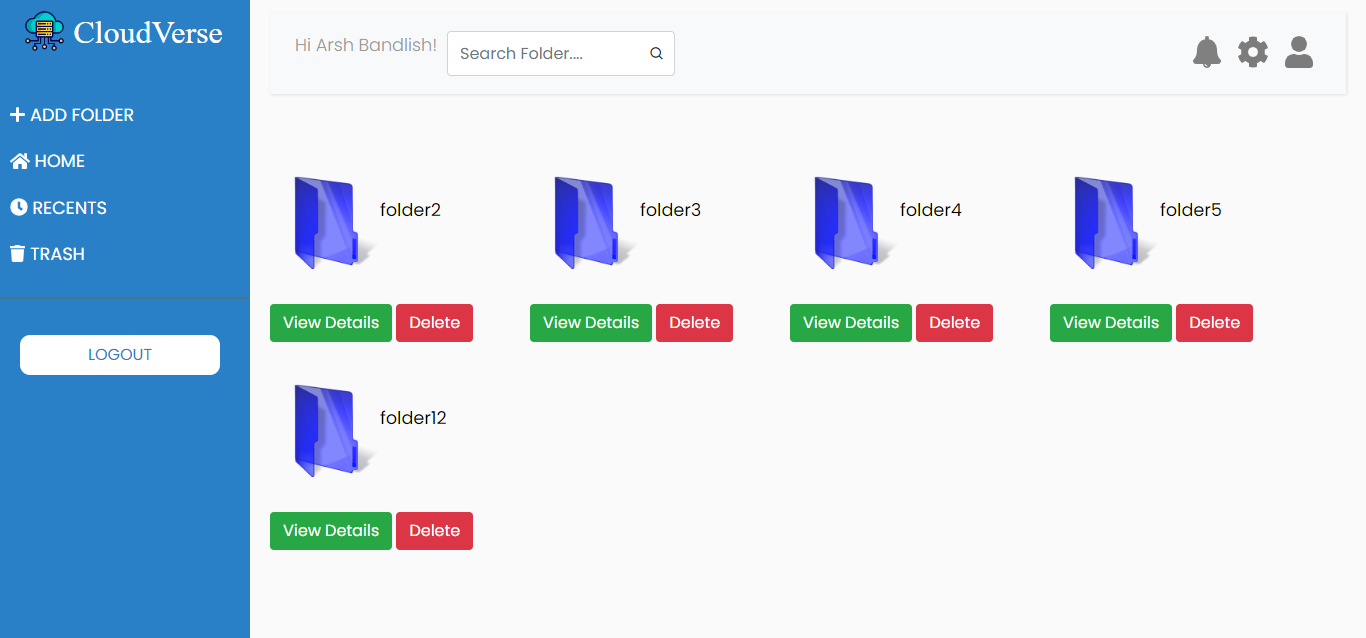 CloudVerse
ADD FOLDER
HOME
RECENTS
TRASH
LOGOUT
Hi Arsh Bandlish!
Search Folder....
folder2
folder3
folder4
folder5
View Details Delete
View Details Delete
View Details Delete
View Details Delete
folder12
View Details Delete